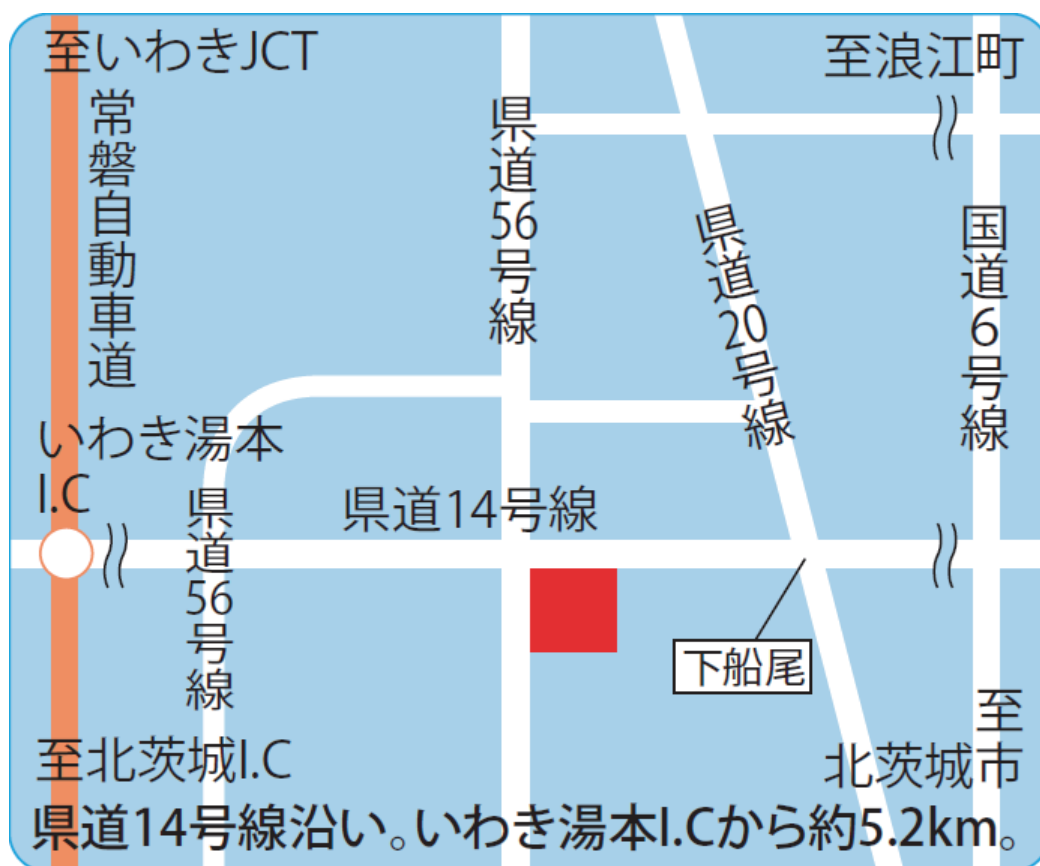 至いわきJCT
至浪江町
常磐自動車道
県道56号線
県道20号線
国道6号線
いわき湯本
I.C
県道14号線
県道56号線
下船尾
至北茨城I.C
至
北茨城市
県道14号線沿い。いわき湯本I.Cから約5.2km。